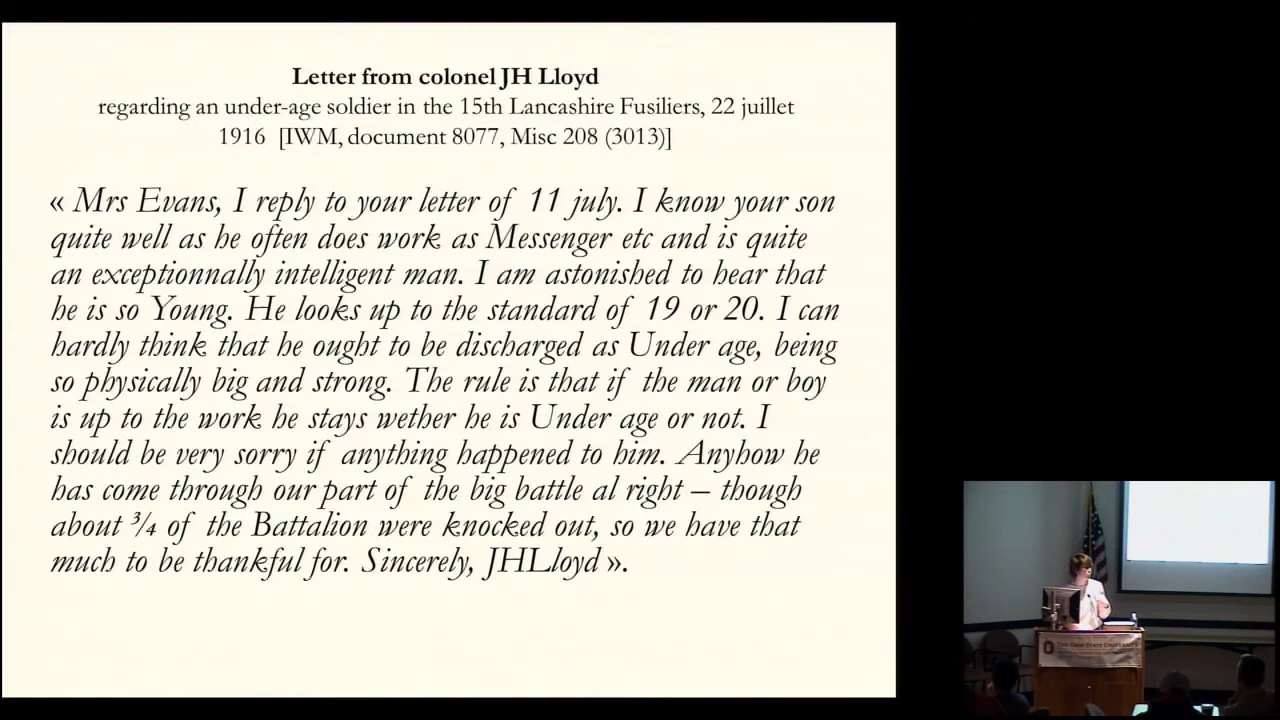 Letter from colonel JH Lloyd
regarding an under-age soldier in the 15th Lancashire Fusiliers, 22 juillet
1916 [IWM, document 8077, Misc 208 (3013)]
« Mrs Evans, I reply to your letter of 11 july. I know your son
quite well as he often does work as Messenger etc and is quite
an exceptionnally intelligent man. I am astonished to hear that
he is so Young. He looks up to the standard of 19 or 20. I can
hardly think that he ought to be discharged as Under age, being
so physically big and strong. The rule is that if the man or boy
is up to the work he stays wether he is Under age or not. I
should be very sorry if anything happened to him. Anyhow he
has come through our part of the big battle al right – though
about ¾ of the Battalion were knocked out, so we have that
much to be thankful for. Sincerely, JHLloyd ».
THE OHIO STATE UNIVERSITY